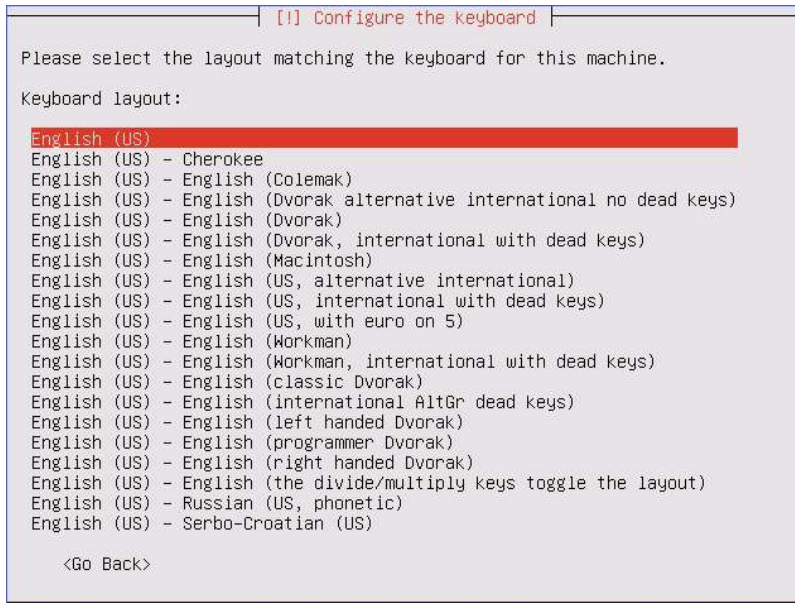 [!] Configure the keyboard
Please select the layout matching the keyboard for this machine.
Keyboard layout:
English (US)
English (US) - Cherokee
English (US) - English (Colemak)
English (US) - English (Dvorak alternative international no dead keys)
English (US) - English (Dvorak)
English (US) - English (Dvorak, international with dead keys)
English (US) - English (Macintosh)
English (US) - English (US, alternative international)
English (US) - English (US, international with dead keys)
English (US) - English (US, with euro on 5)
English (US) - English (Workman)
English (US) - English (Workman, international with dead keys)
English (US) - English (classic Dvorak)
English (US) - English (international AltGr dead keys)
English (US) - English (left handed Dvorak)
English (US) - English (programmer Dvorak)
English (US) - English (right handed Dvorak)
English (US) - English (the divide/multiply keys toggle the layout)
English (US) - Russian (US, phonetic)
English (US) - Serbo-Croatian (US)
<Go Back>